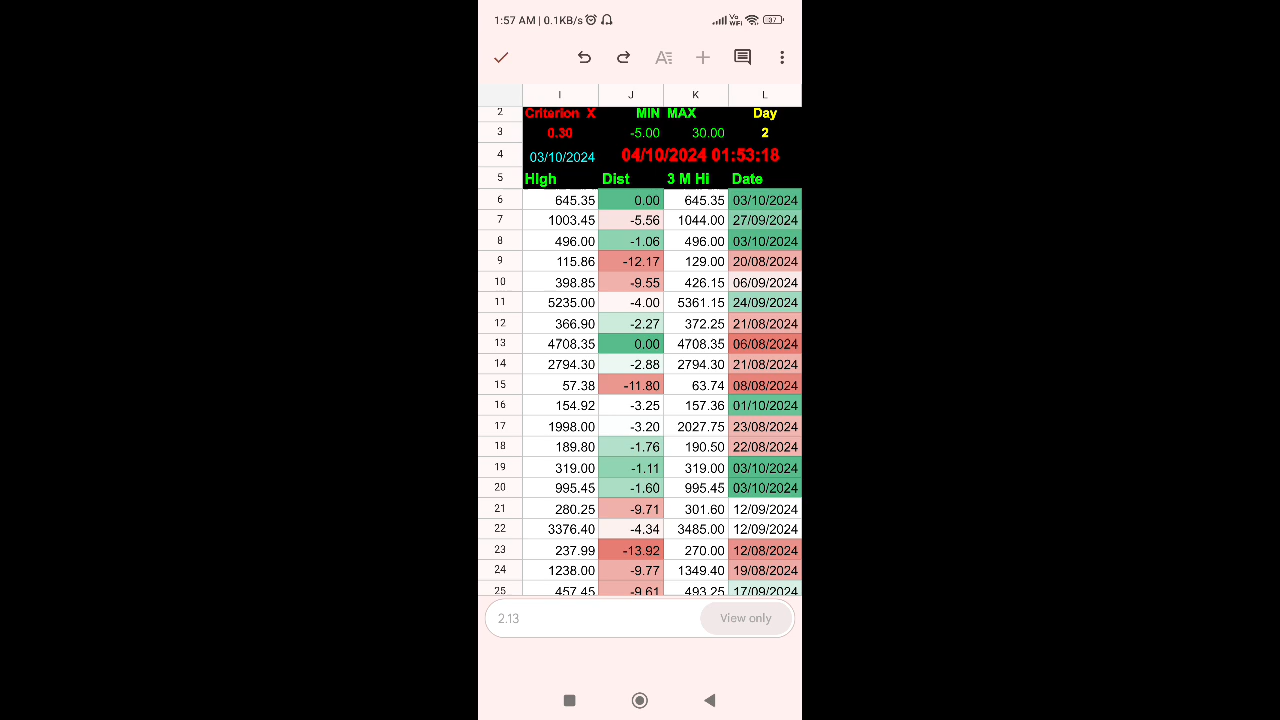 1:57 AM | 0.1KB/s Vo WiFi 37
I J K L
2 Criterion X MIN MAX Day
3 0.30 -5.00 30.00 2
4 03/10/2024 04/10/2024 01:53:18
5 High Dist 3 M Hi Date
6 645.35 0.00 645.35 03/10/2024
7 1003.45 -5.56 1044.00 27/09/2024
8 496.00 -1.06 496.00 03/10/2024
9 115.86 -12.17 129.00 20/08/2024
10 398.85 -9.55 426.15 06/09/2024
11 5235.00 -4.00 5361.15 24/09/2024
12 366.90 -2.27 372.25 21/08/2024
13 4708.35 0.00 4708.35 06/08/2024
14 2794.30 -2.88 2794.30 21/08/2024
15 57.38 -11.80 63.74 08/08/2024
16 154.92 -3.25 157.36 01/10/2024
17 1998.00 -3.20 2027.75 23/08/2024
18 189.80 -1.76 190.50 22/08/2024
19 319.00 -1.11 319.00 03/10/2024
20 995.45 -1.60 995.45 03/10/2024
21 280.25 -9.71 301.60 12/09/2024
22 3376.40 -4.34 3485.00 12/09/2024
23 237.99 -13.92 270.00 12/08/2024
24 1238.00 -9.77 1349.40 19/08/2024
25 457.45 -9.61 493.25 17/09/2024
2.13 View only